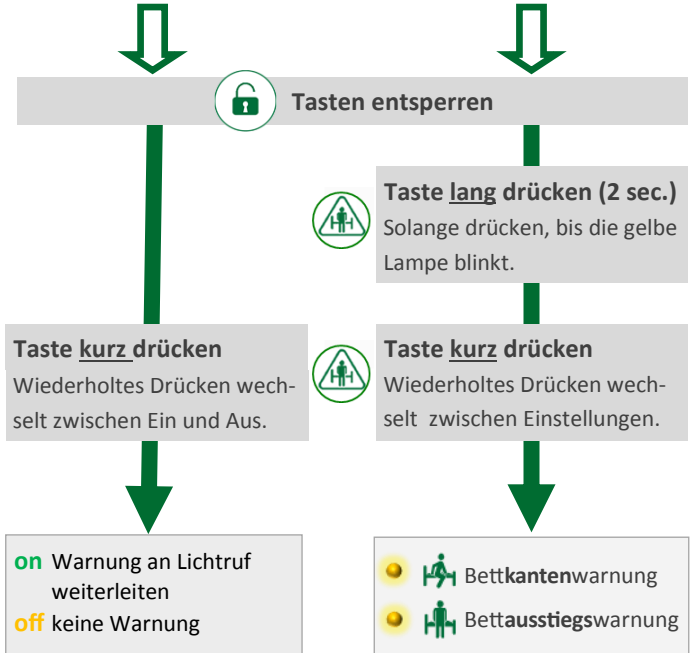 Tasten entsperren
Taste lang drücken (2 sec.)
Solange drücken, bis die gelbe
Lampe blinkt.
Taste kurz drücken
Wiederholtes Drücken wech-
selt zwischen Ein und Aus.
Taste kurz drücken
Wiederholtes Drücken wech-
selt zwischen Einstellungen.
on Warnung an Lichtruf
weiterleiten
off keine Warnung
Bettkantenwarnung
Bettausstiegswarnung